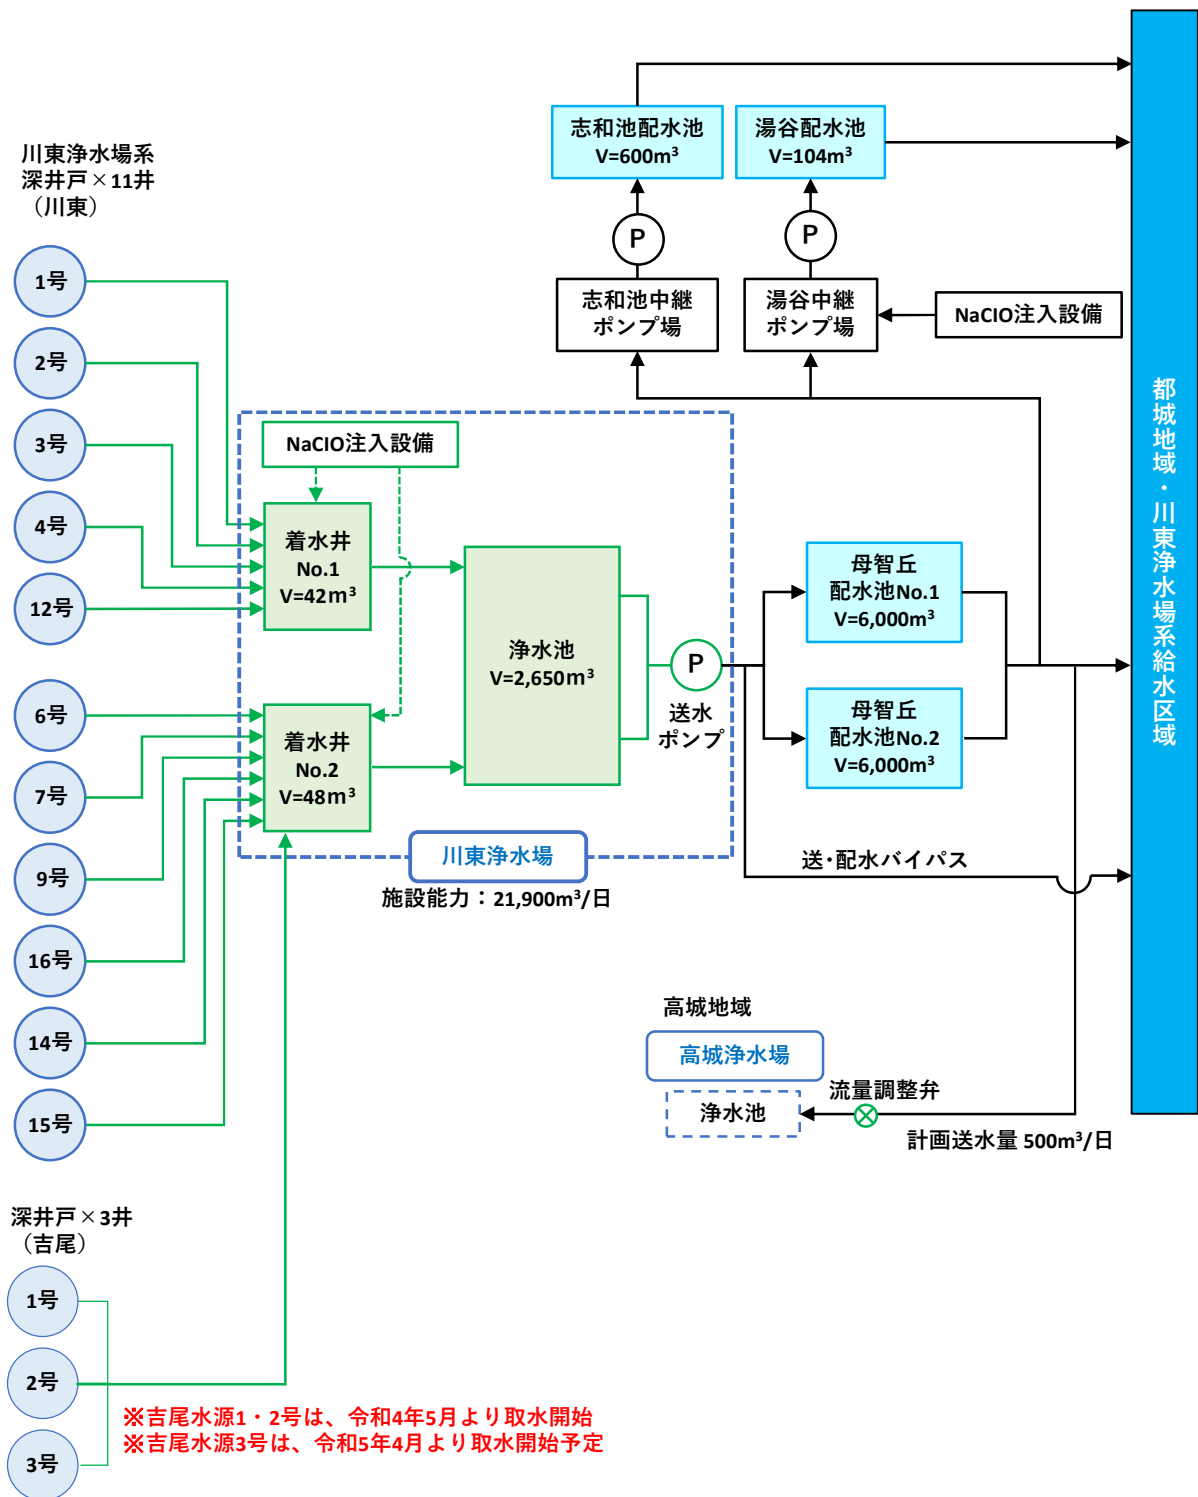 志和池配水池
V=600m³
湯谷配水池
V=104m³
川東浄水場系
深井戸×11井
（川東）
P
P
1号
志和池中継
ポンプ場
湯谷中継
ポンプ場
NaClO注入設備
2号
都城地域・川東浄水場系給水区域
3号
NaClO注入設備
4号
着水井
No.1
V=42m³
母智丘
配水池No.1
V=6,000m³
12号
浄水池
V=2,650m³
P
送水
ポンプ
6号
着水井
No.2
V=48m³
母智丘
配水池No.2
V=6,000m³
7号
川東浄水場
送・配水バイパス
9号
施設能力：21,900m³/日
16号
高城地域
14号
高城浄水場
流量調整弁
浄水池
15号
計画送水量 500m³/日
深井戸×3井
（吉尾）
1号
2号
※吉尾水源1・2号は、令和4年5月より取水開始
※吉尾水源3号は、令和5年4月より取水開始予定
3号